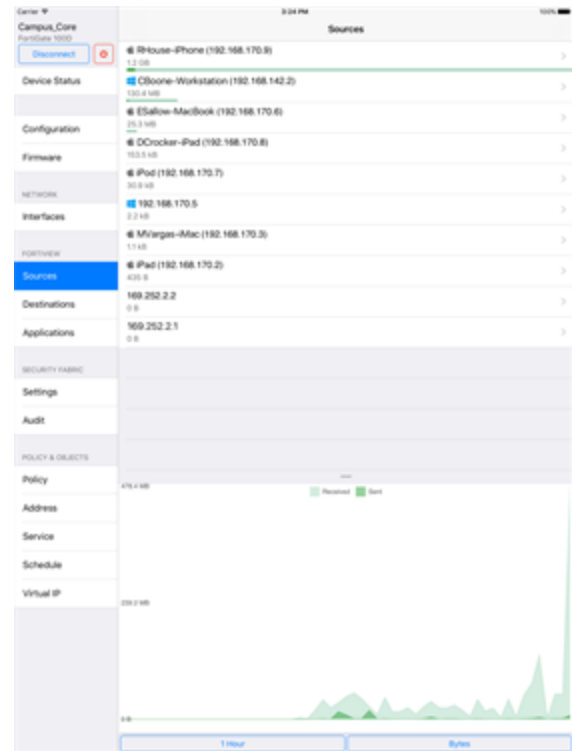 Carrier
3:24 PM
100%
Campus_Core
FortiGate 100D
Sources
Disconnect
RHouse-iPhone (192.168.170.9)
1.2 GB
Device Status
CBoone-Workstation (192.168.142.2)
130.4 MB
ESallow-MacBook (192.168.170.6)
25.3 MB
Configuration
DCrocker-iPad (192.168.170.8)
153.5 kB
Firmware
iPod (192.168.170.7)
30.9 kB
NETWORK
192.168.170.5
2.2 kB
Interfaces
MVargas-iMac (192.168.170.3)
1.1 kB
FORTIVIEW
iPad (192.168.170.2)
435 B
Sources
169.252.2.2
0 B
Destinations
169.252.2.1
0 B
Applications
SECURITY FABRIC
Settings
Audit
POLICY & OBJECTS
Policy
478.4 MB
Received
Sent
Address
Service
Schedule
Virtual IP
239.2 MB
0 B
1 Hour
Bytes